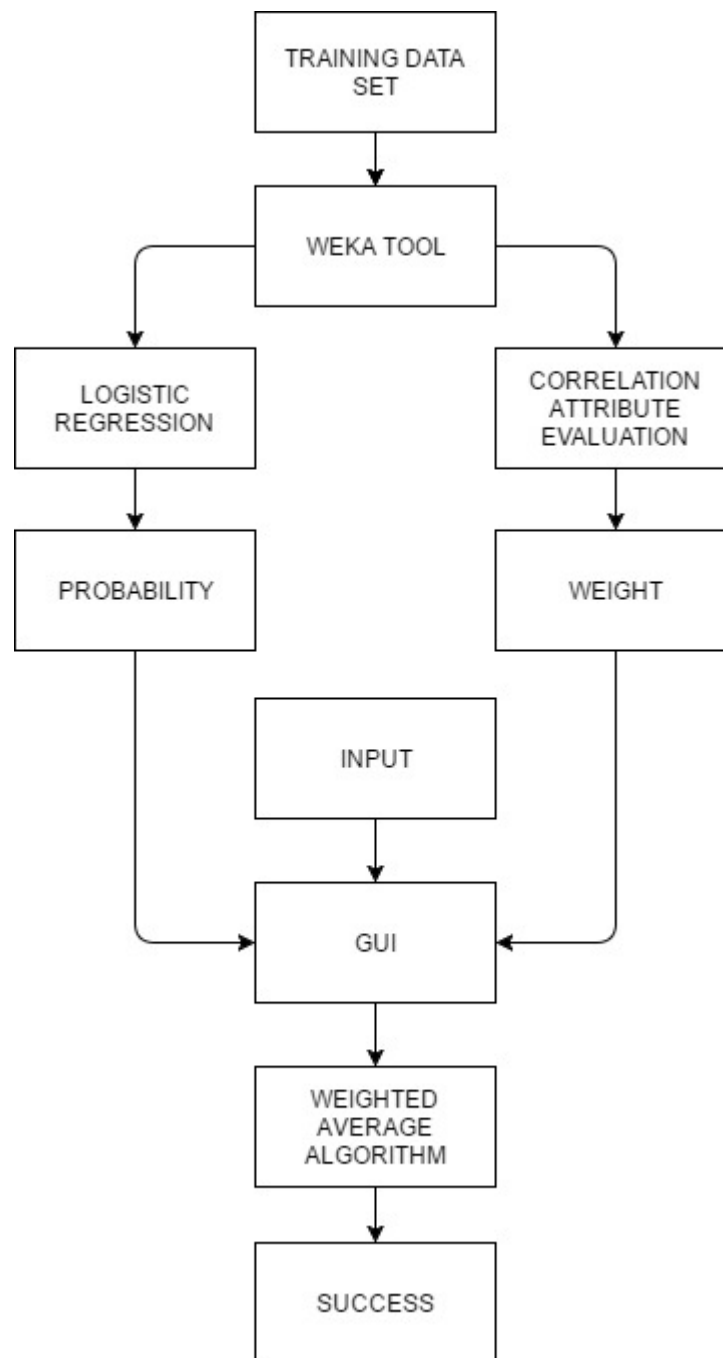 TRAINING DATA
SET
WEKA TOOL
LOGISTIC
REGRESSION
CORRELATION
ATTRIBUTE
EVALUATION
PROBABILITY
WEIGHT
INPUT
GUI
WEIGHTED
AVERAGE
ALGORITHM
SUCCESS